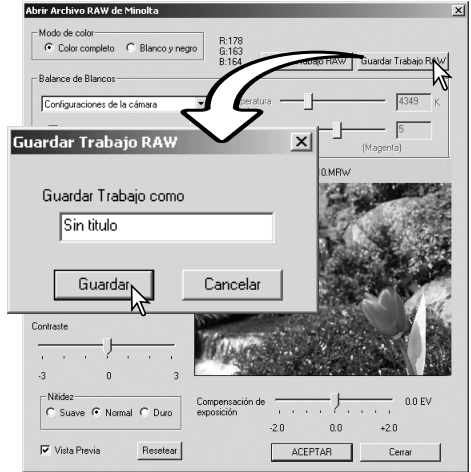 Abrir Archivo RAW de Minolta
Modo de color
Color completo
Blanco y negro
R:178
G:163
B:164
Trabajo RAW
Guardar Trabajo RAW
Balance de Blancos
Configuraciones de la cámara
4349
K
5
(Magenta)
0.MRW
Guardar Trabajo RAW
Guardar Trabajo como
Sin título
Guardar
Cancelar
Contraste
-3
0
3
Nitidez
Suave
Normal
Duro
Compensación de exposición
0.0 EV
-2.0
0.0
+2.0
Vista Previa
Resetear
ACEPTAR
Cerrar